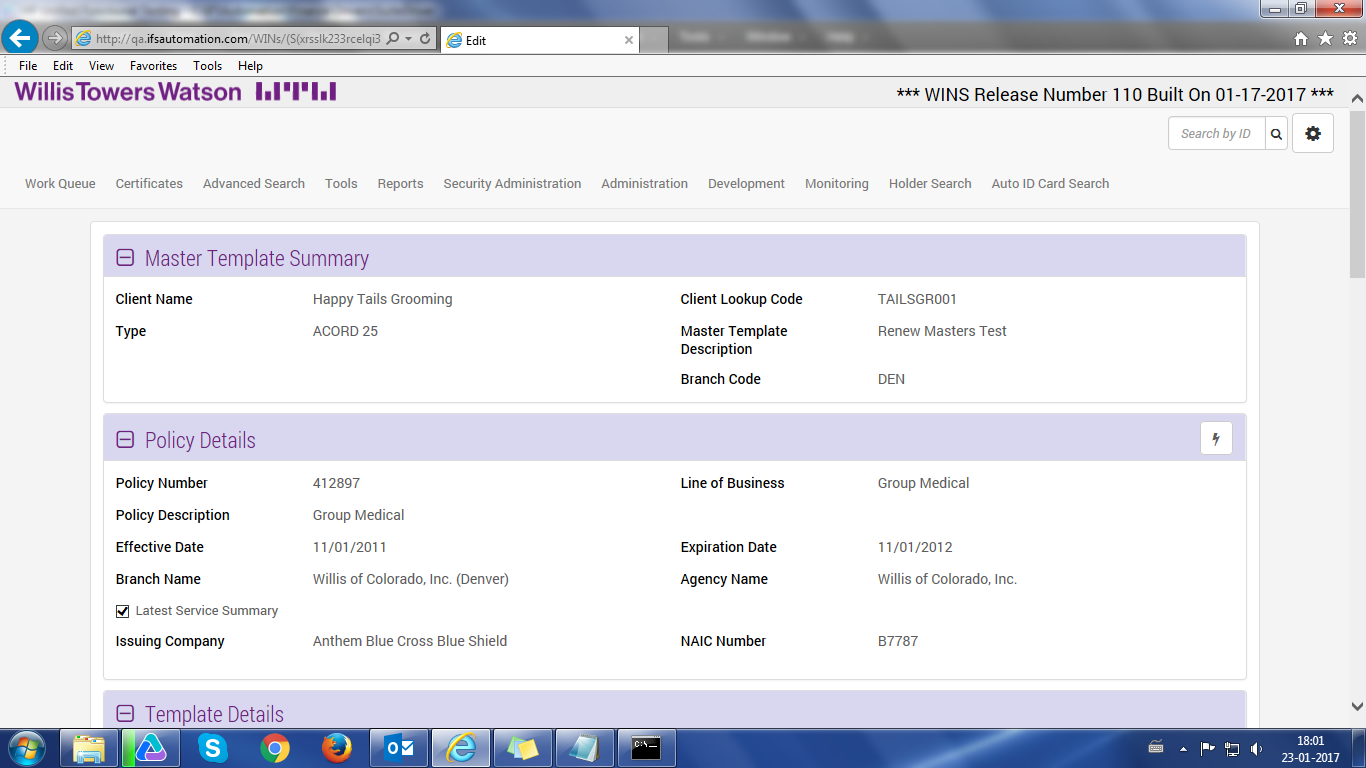 http://qa.ifsautomation.com/WINs/(S(xrsslk233rcelqi3
Edit
File Edit View Favorites Tools Help
WillisTowers Watson
*** WINS Release Number 110 Built On 01-17-2017 ***
Search by ID
Work Queue Certificates Advanced Search Tools Reports Security Administration Administration Development Monitoring Holder Search Auto ID Card Search
Master Template Summary
Client Name Happy Tails Grooming Client Lookup Code TAILSGR001
Type ACORD 25 Master Template Description Renew Masters Test
Branch Code DEN
Policy Details
Policy Number 412897 Line of Business Group Medical
Policy Description Group Medical
Effective Date 11/01/2011 Expiration Date 11/01/2012
Branch Name Willis of Colorado, Inc. (Denver) Agency Name Willis of Colorado, Inc.
Latest Service Summary
Issuing Company Anthem Blue Cross Blue Shield NAIC Number B7787
Template Details
18:01
23-01-2017